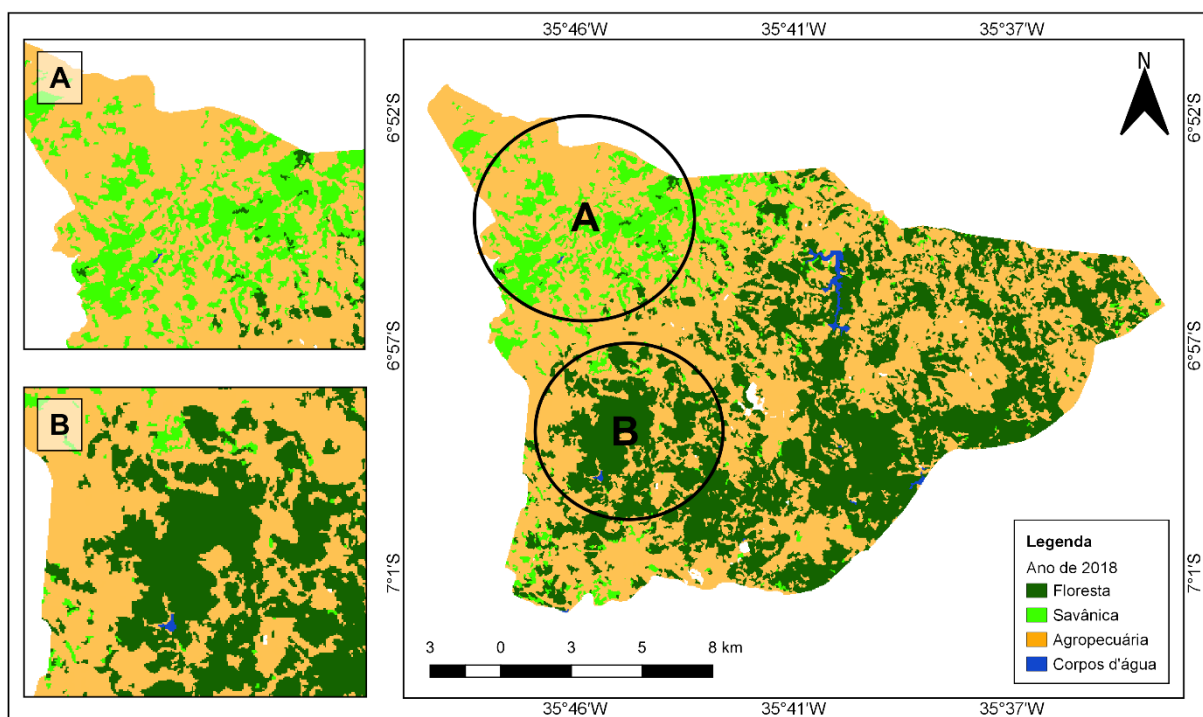 35°46'W 35°41'W 35°37'W
A
N
6°52'S
6°52'S
A
6°57'S
6°57'S
B
B
Legenda
Ano de 2018
Floresta
Savânica
Agropecuária
Corpos d'água
7°1'S
7°1'S
3 0 3 5 8 km
35°46'W 35°41'W 35°37'W